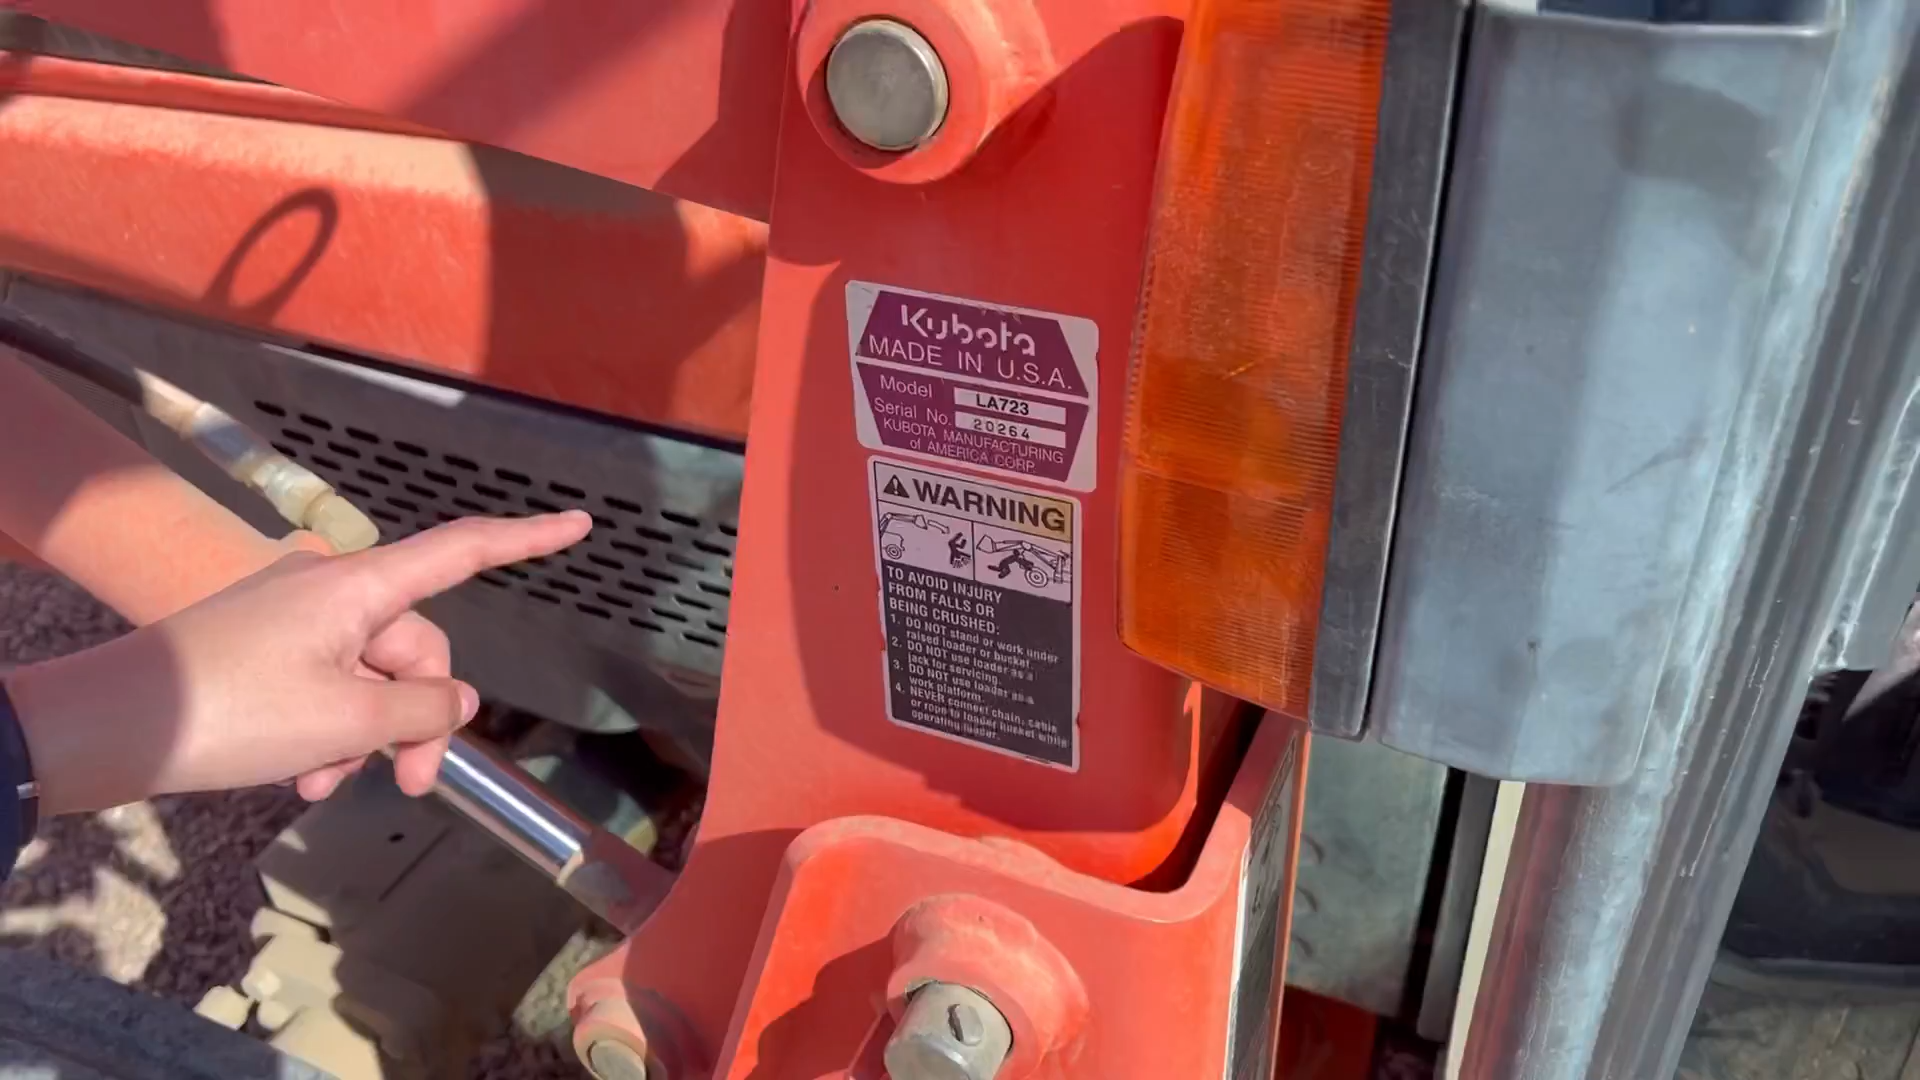 Kubota
MADE IN U.S.A.
Model LA723
Serial No. 20264
KUBOTA MANUFACTURING
of AMERICA CORP.
WARNING
TO AVOID INJURY
FROM FALLS OR
BEING CRUSHED:
1. DO NOT stand or work under
raised loader or bucket.
2. DO NOT use loader as a
jack for servicing.
3. DO NOT use loader as a
work platform.
4. NEVER connect chain, cable
or rope to loader bucket while
operating loader.